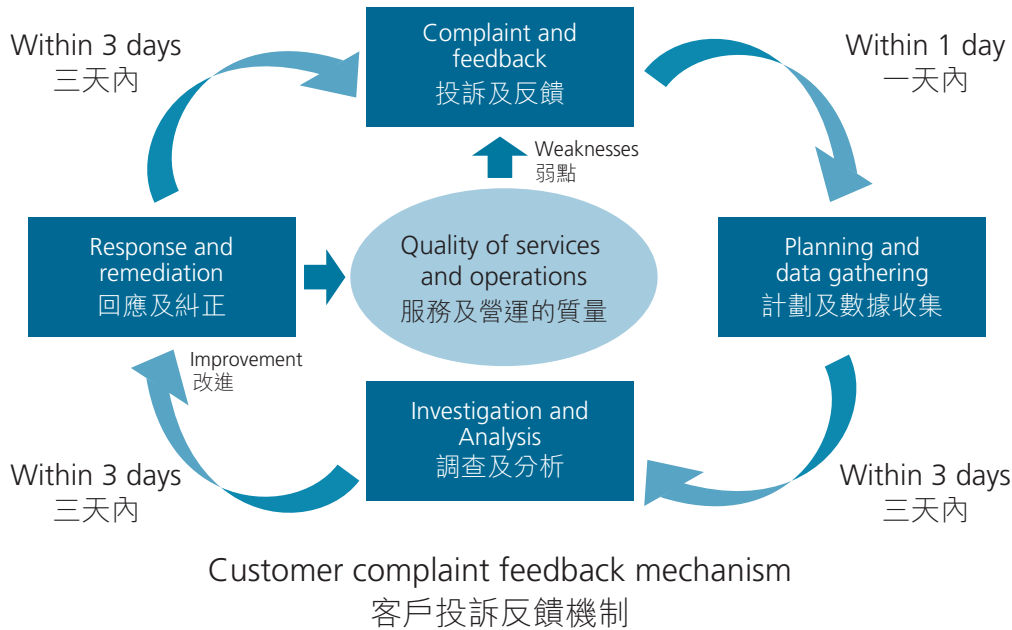 Within 3 days
三天內
Complaint and
feedback
投訴及反饋
Within 1 day
一天內
Weaknesses
弱點
Response and
remediation
回應及糾正
Quality of services
and operations
服務及營運的質量
Planning and
data gathering
計劃及數據收集
Improvement
改進
Investigation and
Analysis
調查及分析
Within 3 days
三天內
Within 3 days
三天內
Customer complaint feedback mechanism
客戶投訴反饋機制